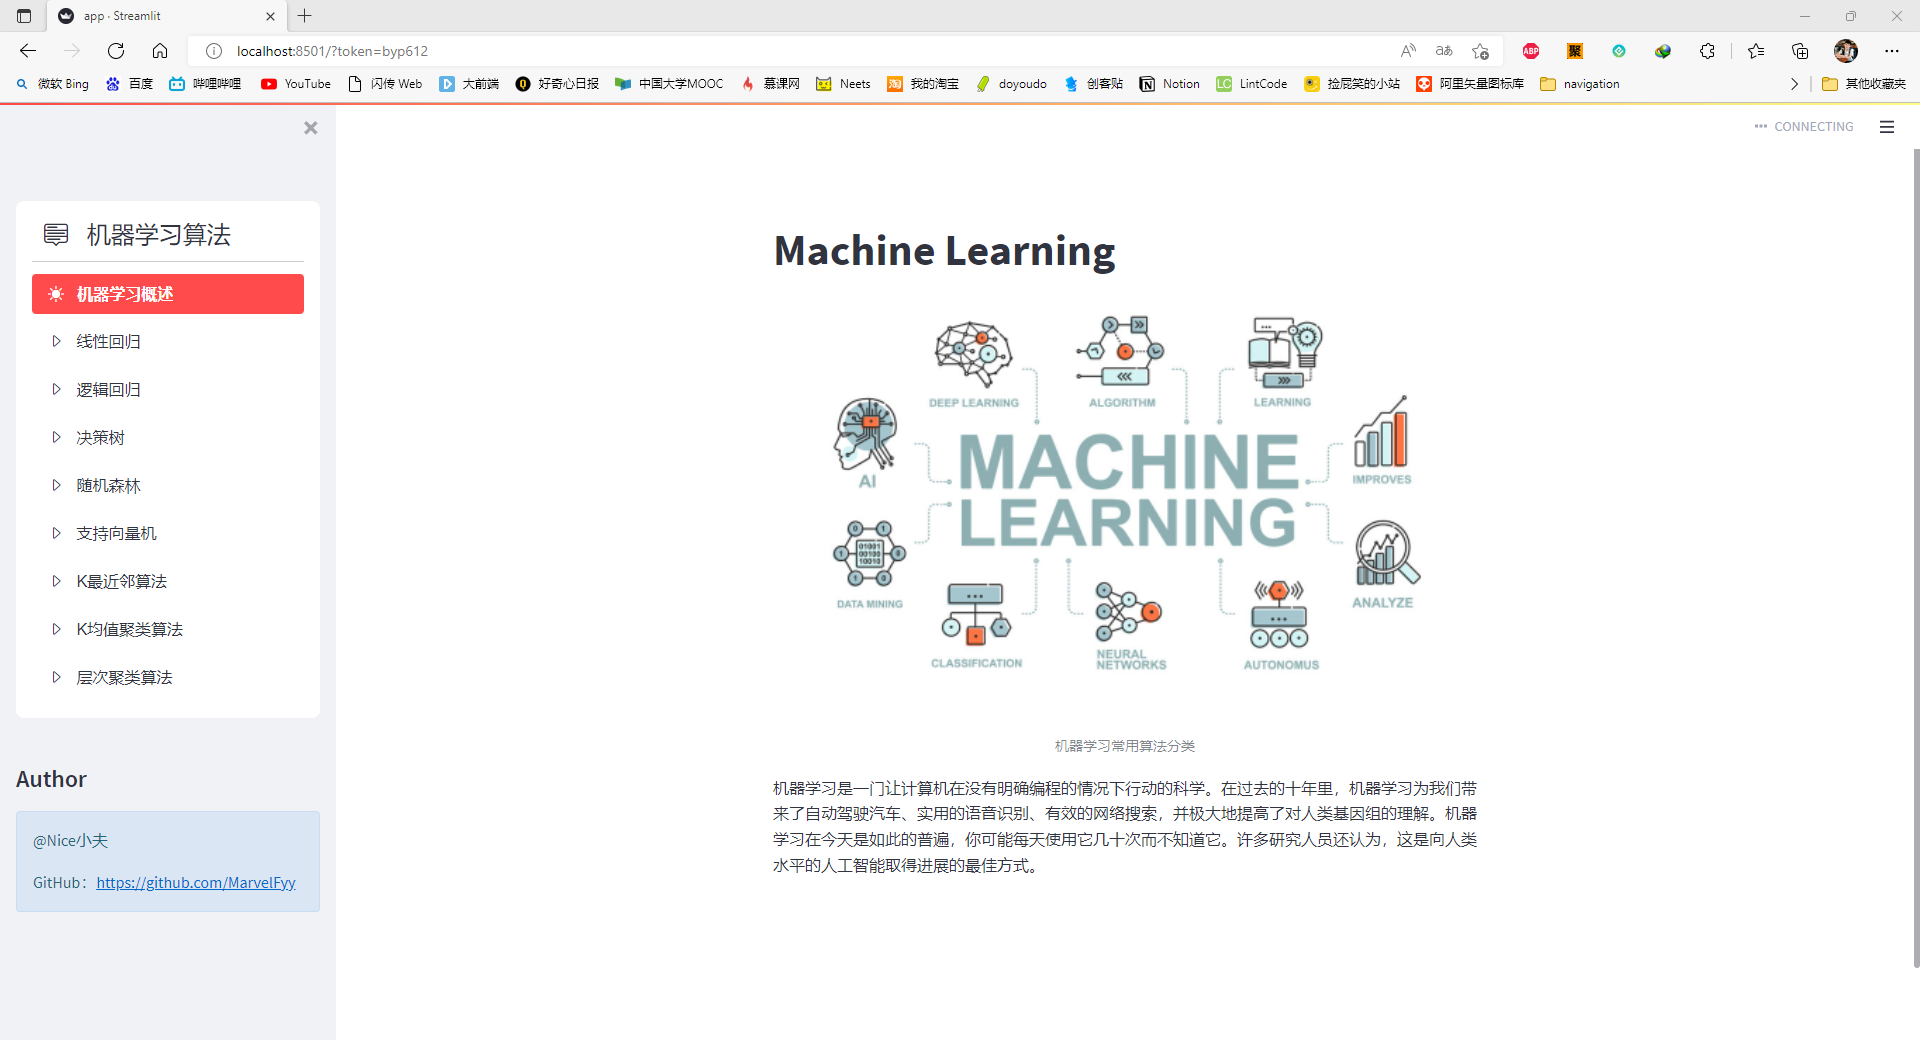 app · Streamlit
localhost:8501/?token=byp612
微软 Bing
百度
哔哩哔哩
YouTube
闪传 Web
大前端
好奇心日报
中国大学MOOC
慕课网
Neets
我的淘宝
doyoudo
创客贴
Notion
LintCode
捡屁笑的小站
阿里矢量图标库
navigation
其他收藏夹
CONNECTING
机器学习算法
机器学习概述
线性回归
逻辑回归
决策树
随机森林
支持向量机
K最近邻算法
K均值聚类算法
层次聚类算法
Author
@Nice小夫
GitHub：https://github.com/MarvelFyy
Machine Learning
DEEP LEARNING
ALGORITHM
LEARNING
AI
MACHINE
LEARNING
IMPROVES
DATA MINING
ANALYZE
CLASSIFICATION
NEURAL
NETWORKS
AUTONOMUS
机器学习常用算法分类
机器学习是一门让计算机在没有明确编程的情况下行动的科学。在过去的十年里，机器学习为我们带
来了自动驾驶汽车、实用的语音识别、有效的网络搜索，并极大地提高了对人类基因组的理解。机器
学习在今天是如此的普遍，你可能每天使用它几十次而不知道它。许多研究人员还认为，这是向人类
水平的人工智能取得进展的最佳方式。